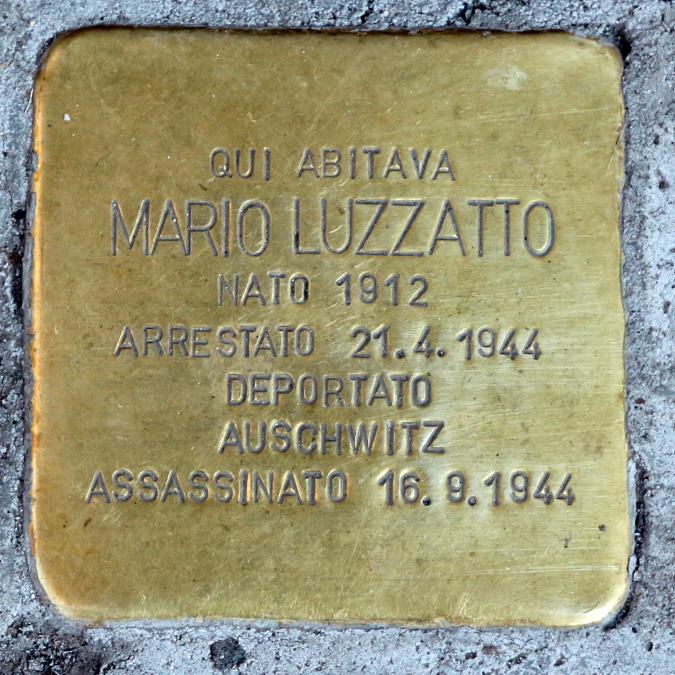 QUI ABITAVA
MARIO LUZZATTO
NATO 1912
ARRESTATO 21.4.1944
DEPORTATO
AUSCHWITZ
ASSASSINATO 16.9.1944